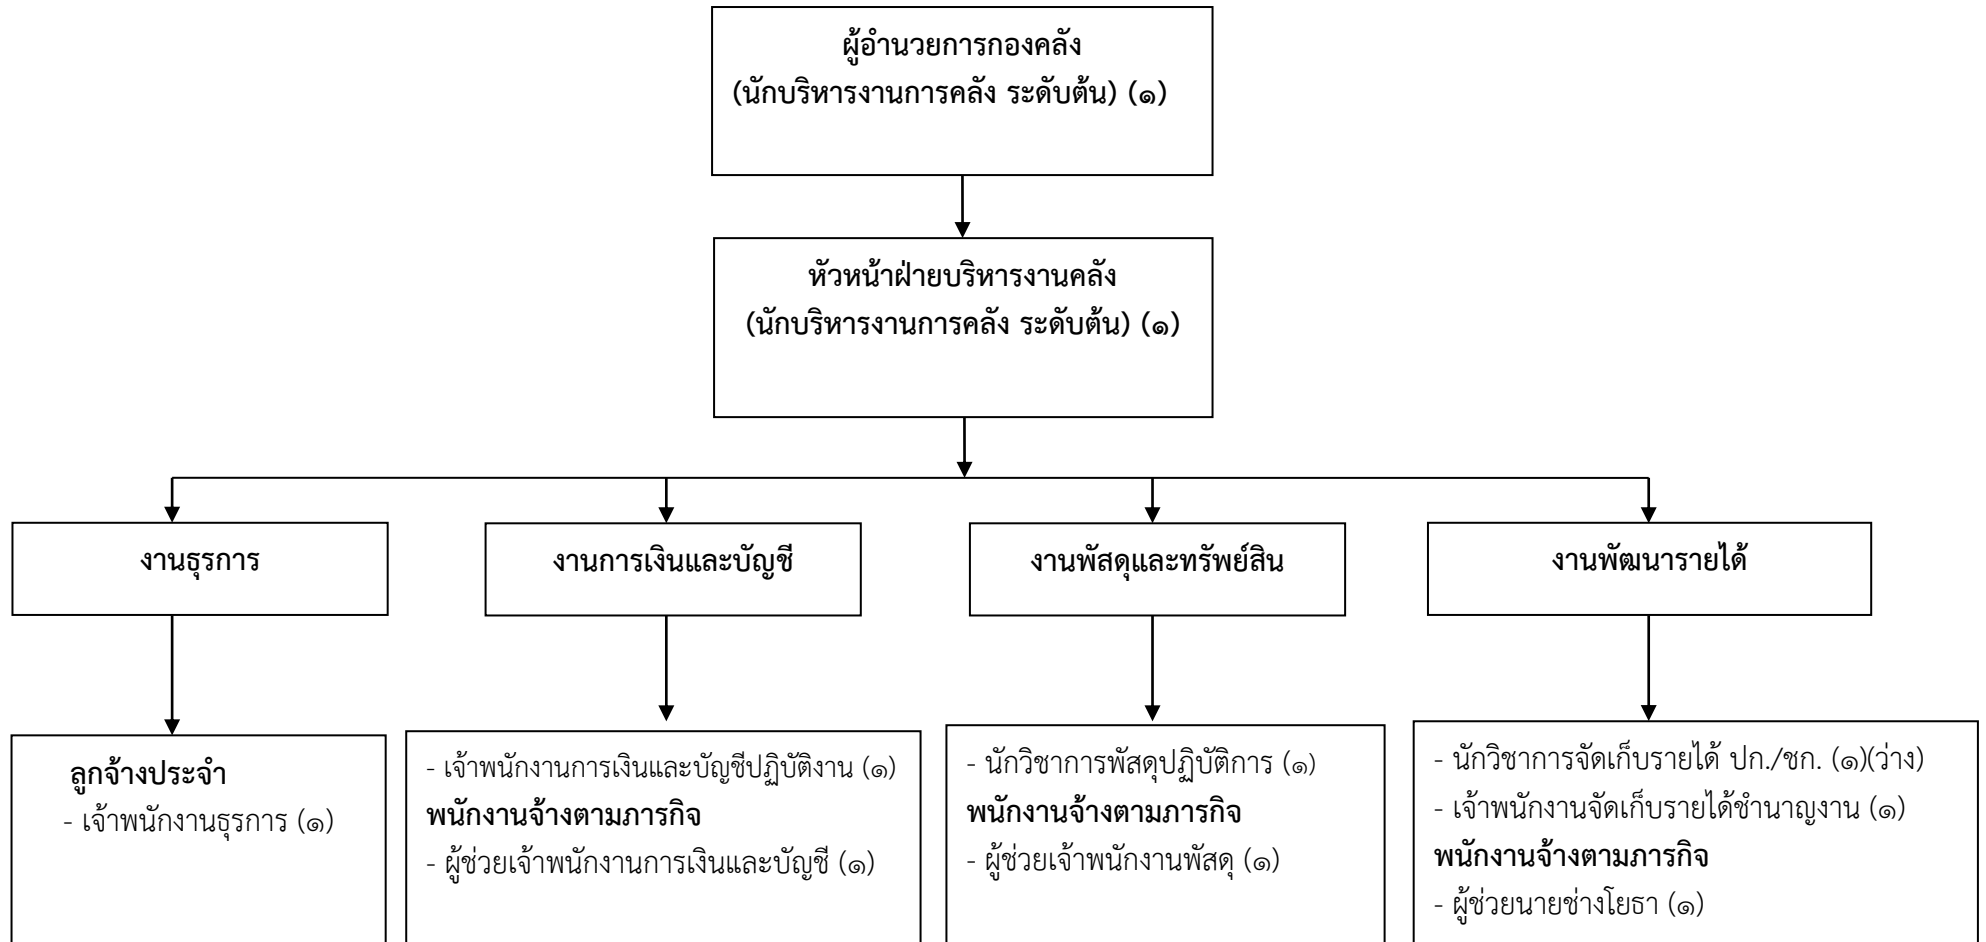 ผู้อำนวยการกองคลัง
(นักบริหารงานการคลัง ระดับต้น) (๑)
หัวหน้าฝ่ายบริหารงานคลัง
(นักบริหารงานการคลัง ระดับต้น) (๑)
งานธุรการ
งานการเงินและบัญชี
งานพัสดุและทรัพย์สิน
งานพัฒนารายได้
ลูกจ้างประจำ
- เจ้าพนักงานธุรการ (๑)
- เจ้าพนักงานการเงินและบัญชีปฏิบัติงาน (๑)
พนักงานจ้างตามภารกิจ
- ผู้ช่วยเจ้าพนักงานการเงินและบัญชี (๑)
- นักวิชาการพัสดุปฏิบัติการ (๑)
พนักงานจ้างตามภารกิจ
- ผู้ช่วยเจ้าพนักงานพัสดุ (๑)
- นักวิชาการจัดเก็บรายได้ ปก./ชก. (๑)(ว่าง)
- เจ้าพนักงานจัดเก็บรายได้ชำนาญงาน (๑)
พนักงานจ้างตามภารกิจ
- ผู้ช่วยนายช่างโยธา (๑)